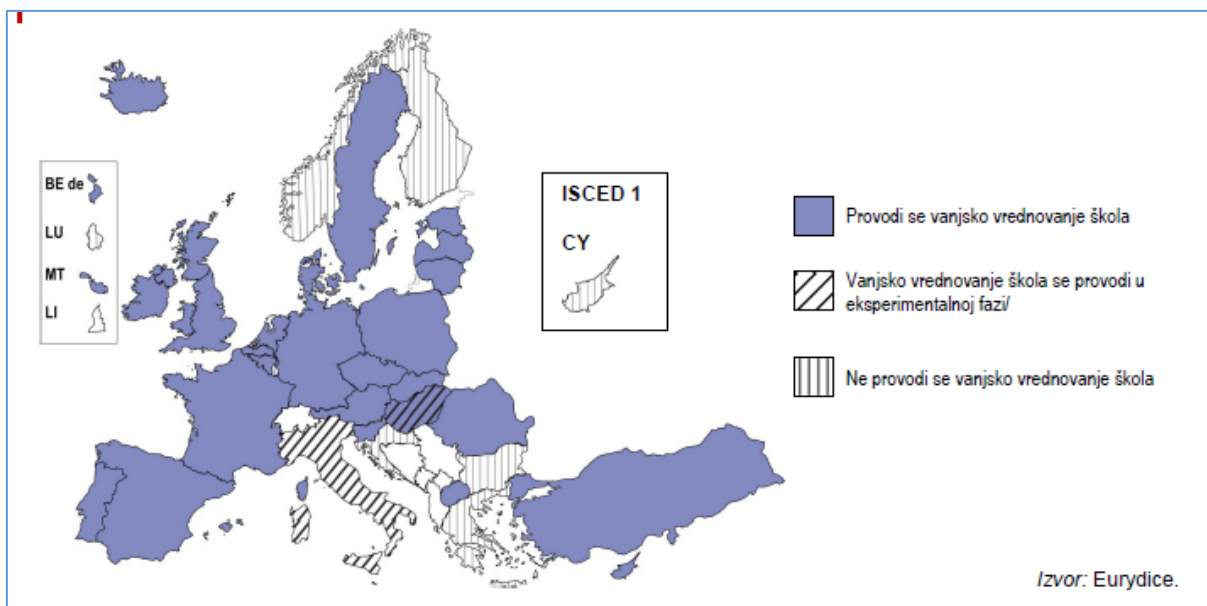 BE de
LU
MT
LI
ISCED 1
CY
Provodi se vanjsko vrednovanje škola
Vanjsko vrednovanje škola se provodi u
eksperimentalnoj fazi/
Ne provodi se vanjsko vrednovanje škola
Izvor: Eurydice.